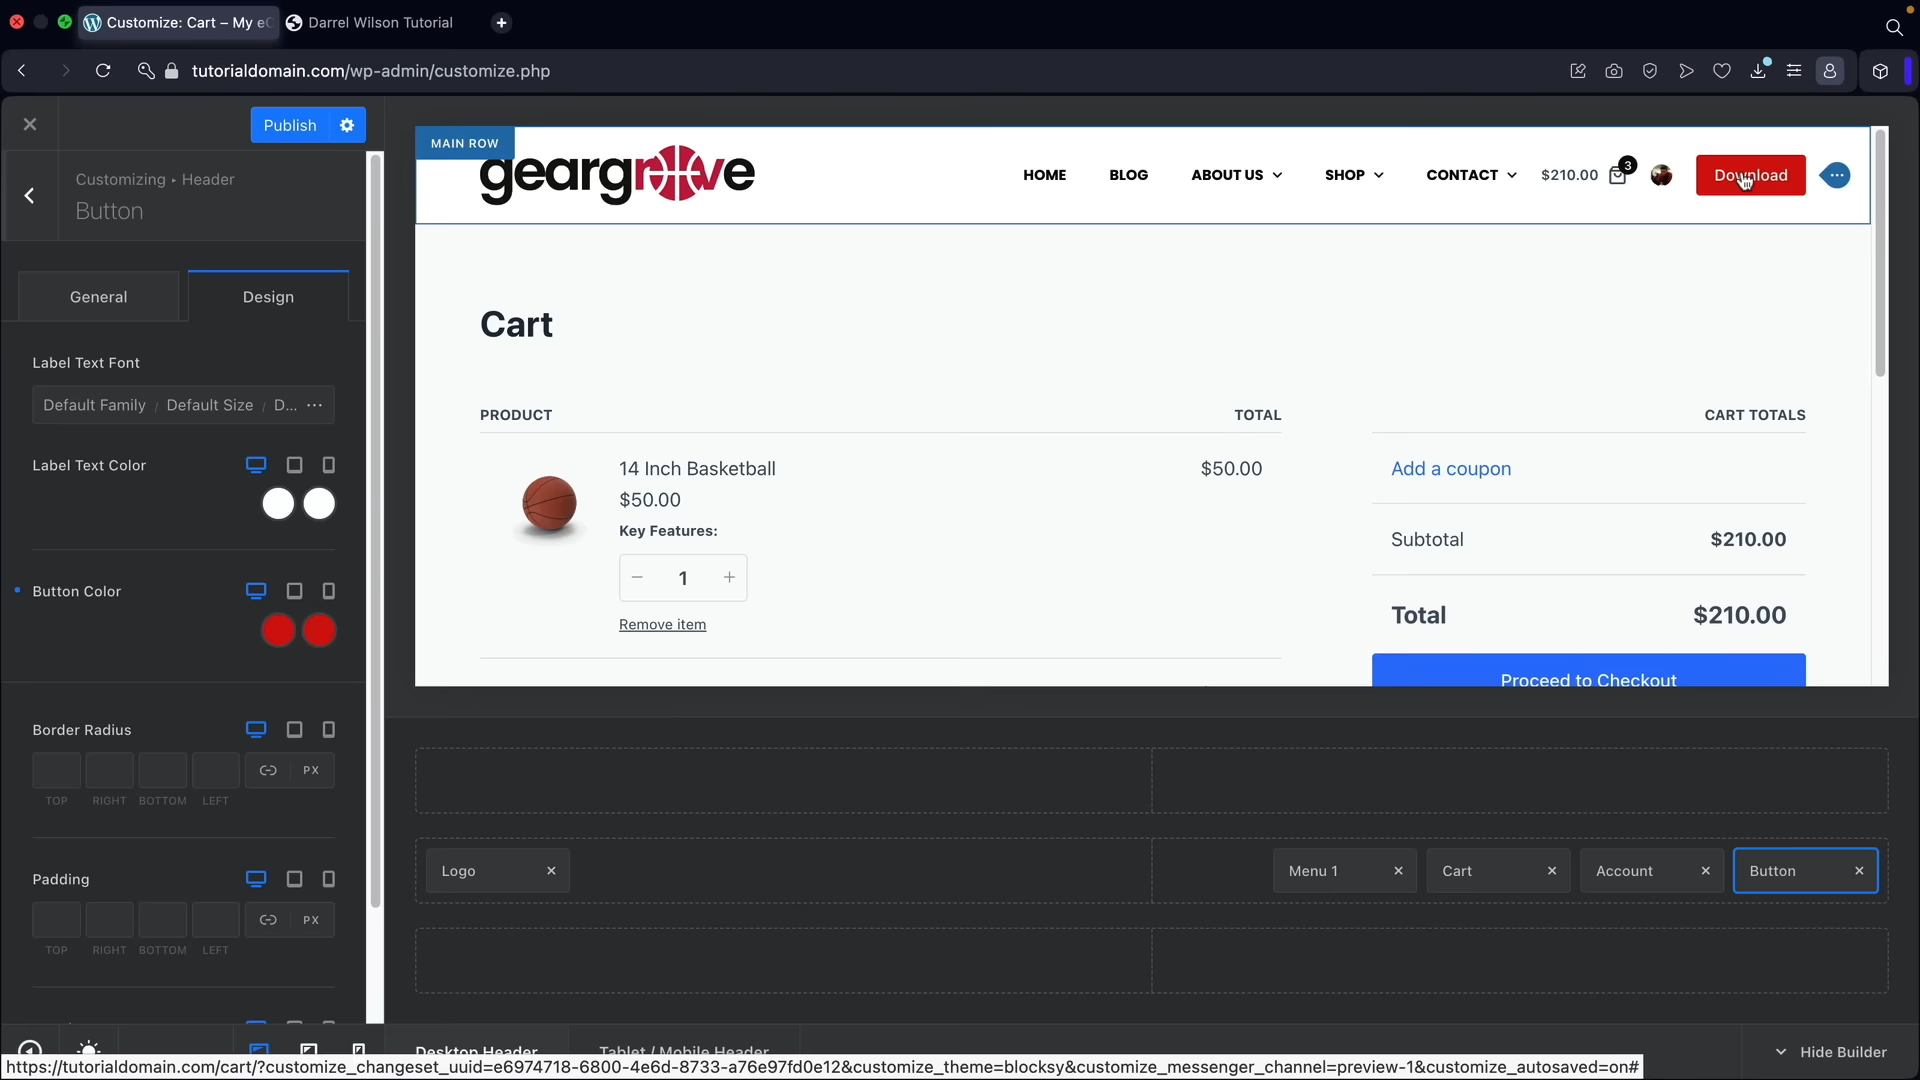 Customize: Cart – My eC
Darrel Wilson Tutorial
tutorialdomain.com/wp-admin/customize.php
Publish
Customizing ▸ Header
Button
General
Design
Label Text Font
Default Family / Default Size / D... ...
Label Text Color
Button Color
Border Radius
PX
TOP RIGHT BOTTOM LEFT
Padding
PX
TOP RIGHT BOTTOM LEFT
MAIN ROW
geargroove
HOME BLOG ABOUT US SHOP CONTACT $210.00 3 Download
Cart
PRODUCT TOTAL
14 Inch Basketball $50.00
$50.00
Key Features:
− 1 +
Remove item
CART TOTALS
Add a coupon
Subtotal $210.00
Total $210.00
Proceed to Checkout
Logo × Menu 1 × Cart × Account × Button ×
Desktop Header Tablet / Mobile Header Hide Builder
https://tutorialdomain.com/cart/?customize_changeset_uuid=e6974718-6800-4e6d-8733-a76e97fd0e12&customize_theme=blocksy&customize_messenger_channel=preview-1&customize_autosaved=on#